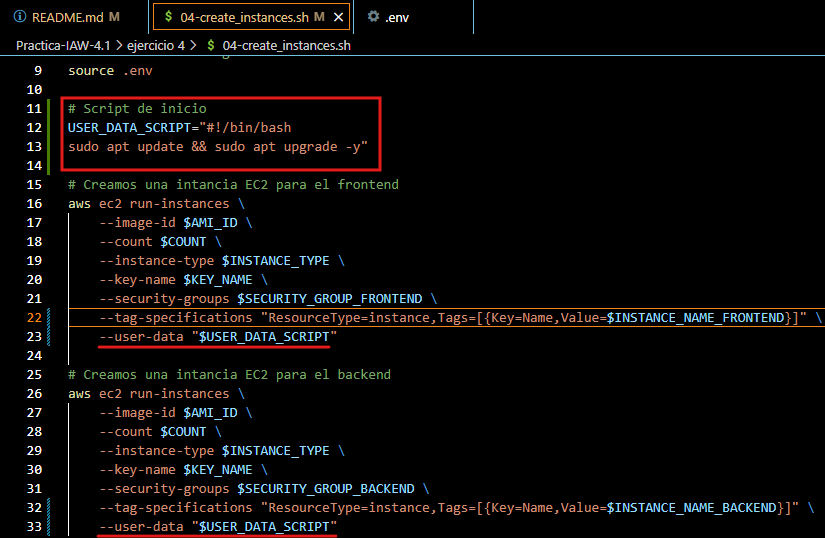 README.md M
$ 04-create_instances.sh M
.env
Practica-IAW-4.1 > ejercicio 4 > $ 04-create_instances.sh
9 source .env
10
11 # Script de inicio
12 USER_DATA_SCRIPT="#!/bin/bash
13 sudo apt update && sudo apt upgrade -y"
14
15 # Creamos una intancia EC2 para el frontend
16 aws ec2 run-instances \
17 --image-id $AMI_ID \
18 --count $COUNT \
19 --instance-type $INSTANCE_TYPE \
20 --key-name $KEY_NAME \
21 --security-groups $SECURITY_GROUP_FRONTEND \
22 --tag-specifications "ResourceType=instance,Tags=[{Key=Name,Value=$INSTANCE_NAME_FRONTEND}]" \
23 --user-data "$USER_DATA_SCRIPT"
24
25 # Creamos una intancia EC2 para el backend
26 aws ec2 run-instances \
27 --image-id $AMI_ID \
28 --count $COUNT \
29 --instance-type $INSTANCE_TYPE \
30 --key-name $KEY_NAME \
31 --security-groups $SECURITY_GROUP_BACKEND \
32 --tag-specifications "ResourceType=instance,Tags=[{Key=Name,Value=$INSTANCE_NAME_BACKEND}]" \
33 --user-data "$USER_DATA_SCRIPT"